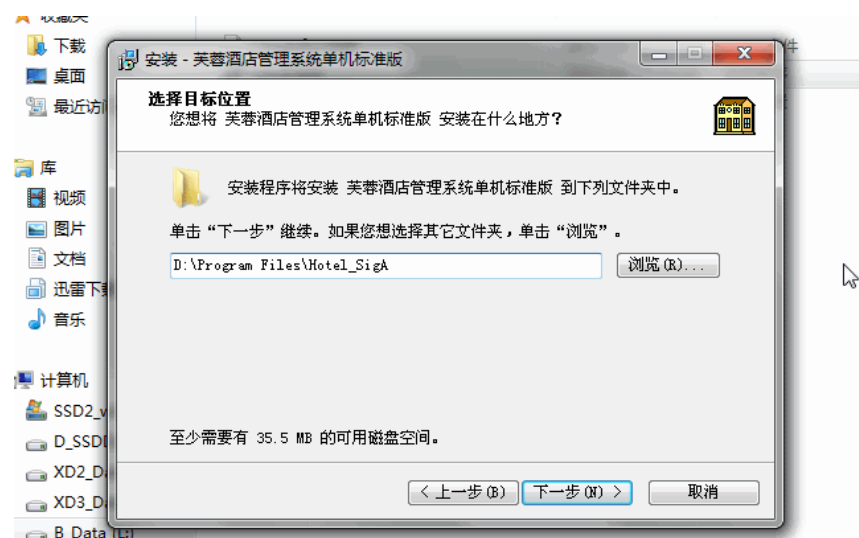 收藏夹
下载
桌面
最近访问
库
视频
图片
文档
迅雷下载
音乐
计算机
SSD2_
D_SSD
XD2_D
XD3_D
B_Data (L:)
件
安装 - 芙蓉酒店管理系统单机标准版
选择目标位置
您想将 芙蓉酒店管理系统单机标准版 安装在什么地方?
安装程序将安装 芙蓉酒店管理系统单机标准版 到下列文件夹中。
单击“下一步”继续。如果您想选择其它文件夹，单击“浏览”。
D:\Program Files\Hotel_SigA
浏览(R)...
至少需要有 35.5 MB 的可用磁盘空间。
< 上一步(B)
下一步(N) >
取消